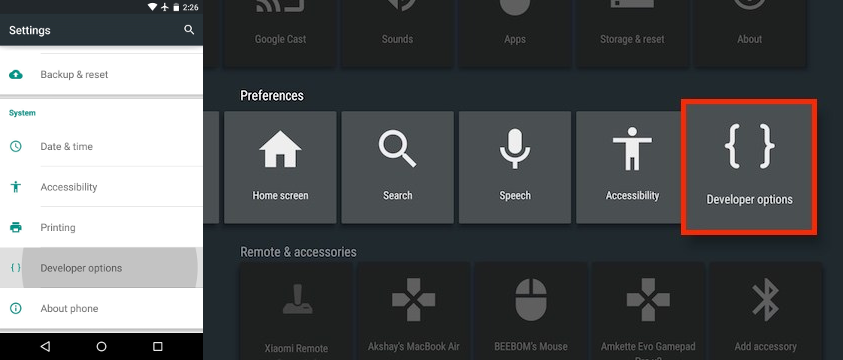 2:26
Settings
Backup & reset
System
Date & time
Accessibility
Printing
Developer options
About phone
Google Cast
Sounds
Apps
Storage & reset
About
Preferences
Home screen
Search
Speech
Accessibility
Developer options
Remote & accessories
Xiaomi Remote
Akshay's MacBook Air
BEEBOM's Mouse
Amkette Evo Gamepad
Add accessory